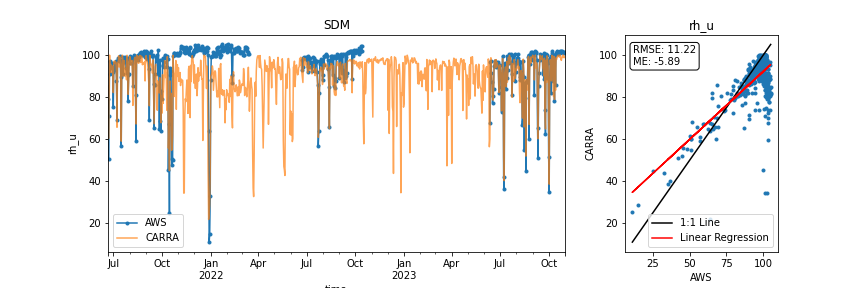 SDM
rh_u
100
80
60
40
20
rh_u
AWS
CARRA
Jul
Oct
Jan
2022
Apr
Jul
Oct
Jan
2023
Apr
Jul
Oct
time
rh_u
RMSE: 11.22
ME: -5.89
100
80
60
40
20
CARRA
1:1 Line
Linear Regression
25
50
75
100
AWS